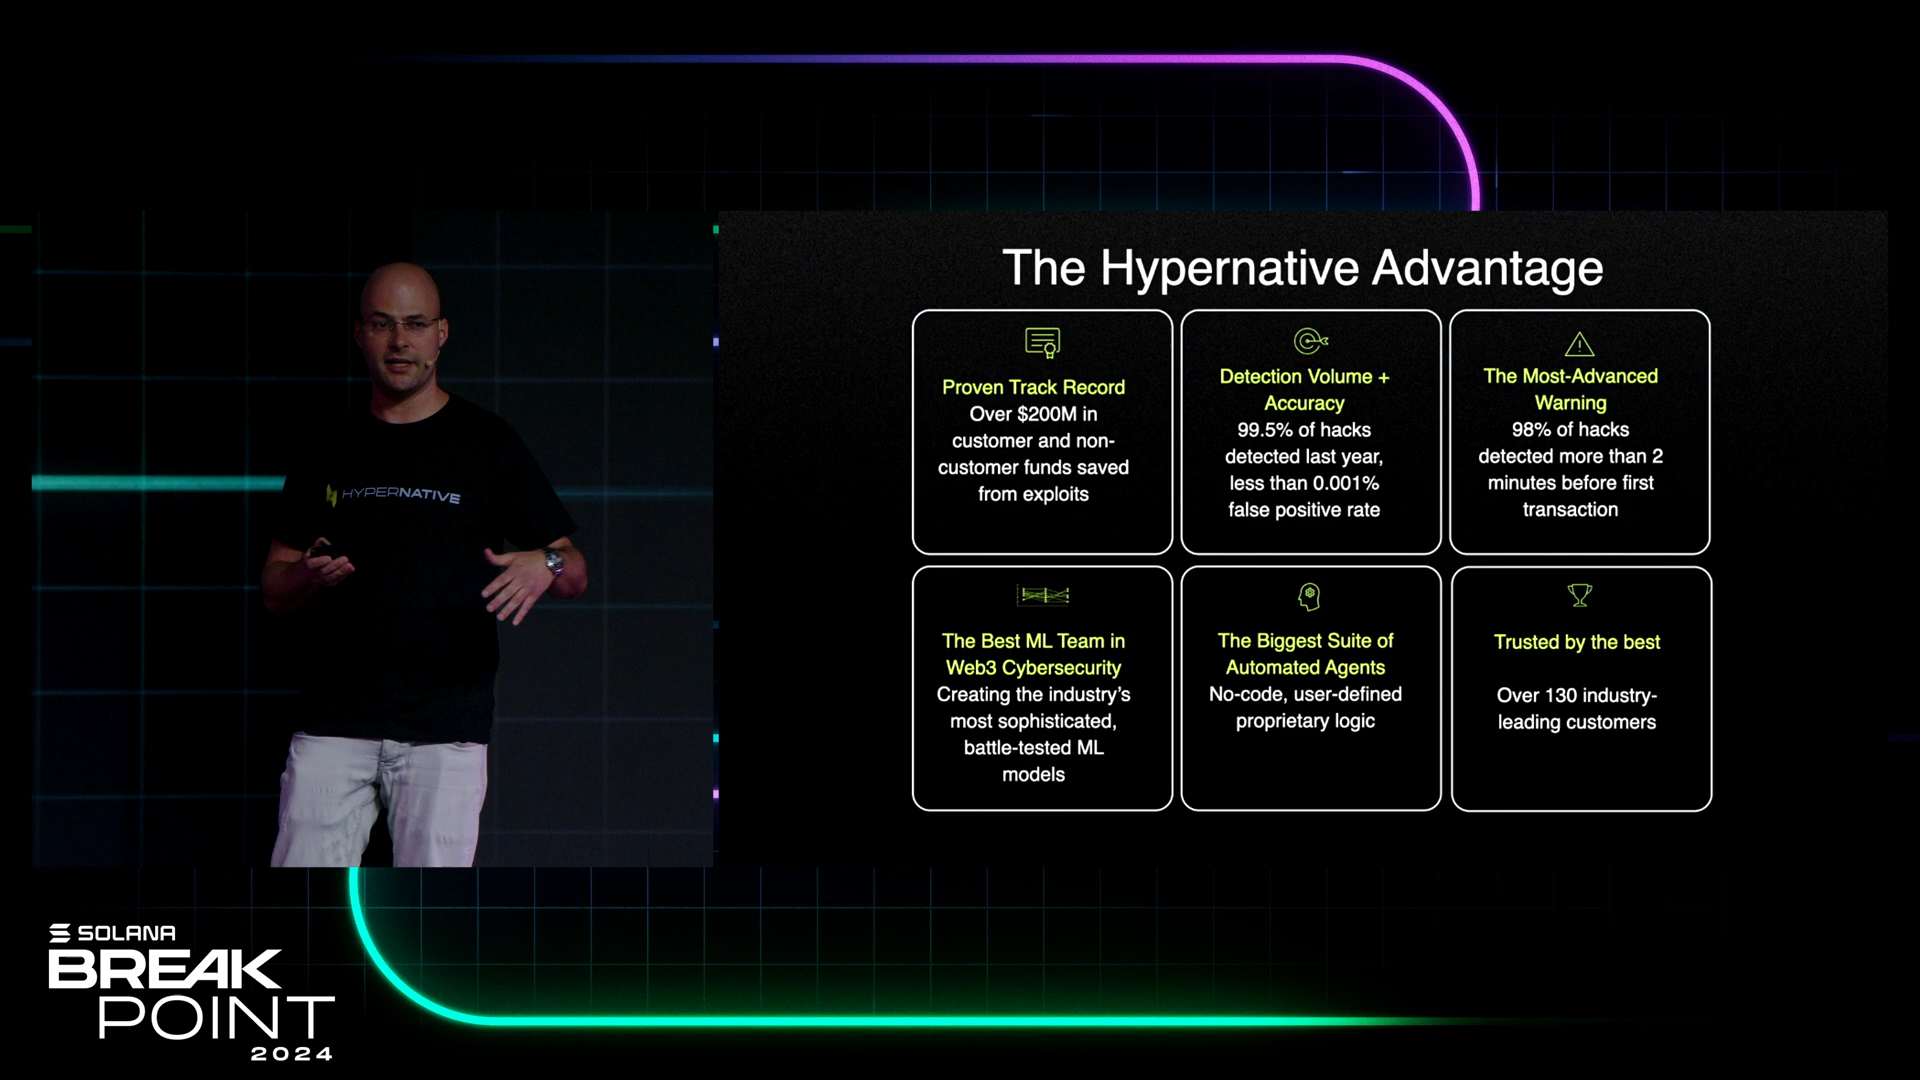 The Hypernative Advantage
Proven Track Record
Over $200M in
customer and non-
customer funds saved
from exploits
Detection Volume +
Accuracy
99.5% of hacks
detected last year,
less than 0.001%
false positive rate
The Most-Advanced
Warning
98% of hacks
detected more than 2
minutes before first
transaction
The Best ML Team in
Web3 Cybersecurity
Creating the industry’s
most sophisticated,
battle-tested ML
models
The Biggest Suite of
Automated Agents
No-code, user-defined
proprietary logic
Trusted by the best
Over 130 industry-
leading customers
HYPERNATIVE
SOLANA
BREAK
POINT
2024